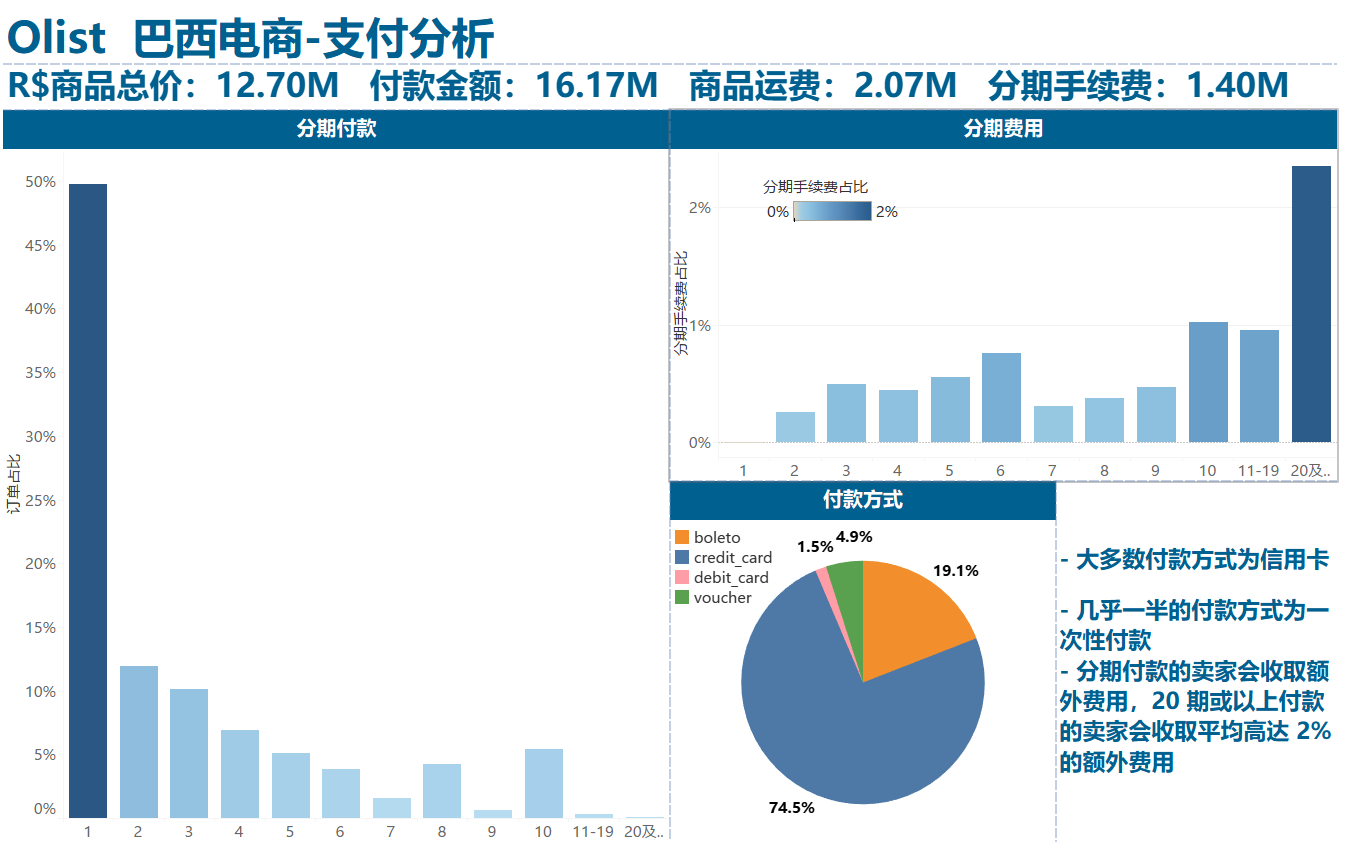 Olist 巴西电商-支付分析
R$商品总价：12.70M 付款金额：16.17M 商品运费：2.07M 分期手续费：1.40M
分期付款
订单占比
50%
45%
40%
35%
30%
25%
20%
15%
10%
5%
0%
1 2 3 4 5 6 7 8 9 10 11-19 20及..
分期费用
分期手续费占比
0% 2%
分期手续费占比
2%
1%
0%
1 2 3 4 5 6 7 8 9 10 11-19 20及..
付款方式
boleto
credit_card
debit_card
voucher
1.5%
4.9%
19.1%
74.5%
- 大多数付款方式为信用卡
- 几乎一半的付款方式为一
次性付款
- 分期付款的卖家会收取额
外费用，20 期或以上付款
的卖家会收取平均高达 2%
的额外费用